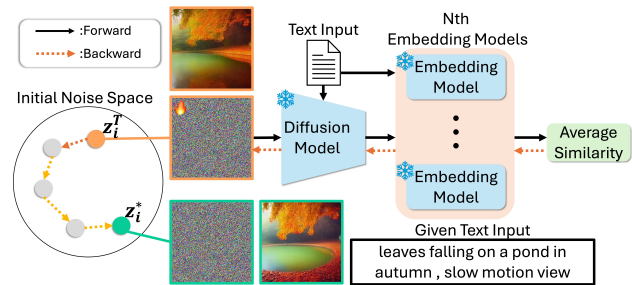 :Forward
:Backward
Text Input
Nth
Embedding Models
Initial Noise Space
z_i^T
Embedding
Model
Diffusion
Model
Average
Similarity
Embedding
Model
z_i^*
Given Text Input
leaves falling on a pond in
autumn , slow motion view